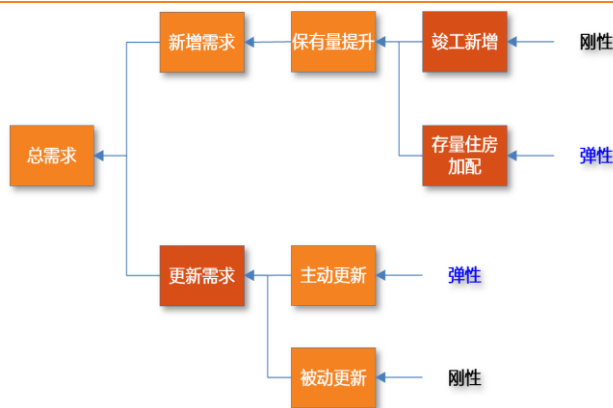 新增需求
保有量提升
竣工新增
刚性
总需求
存量住房
加配
弹性
更新需求
主动更新
弹性
被动更新
刚性